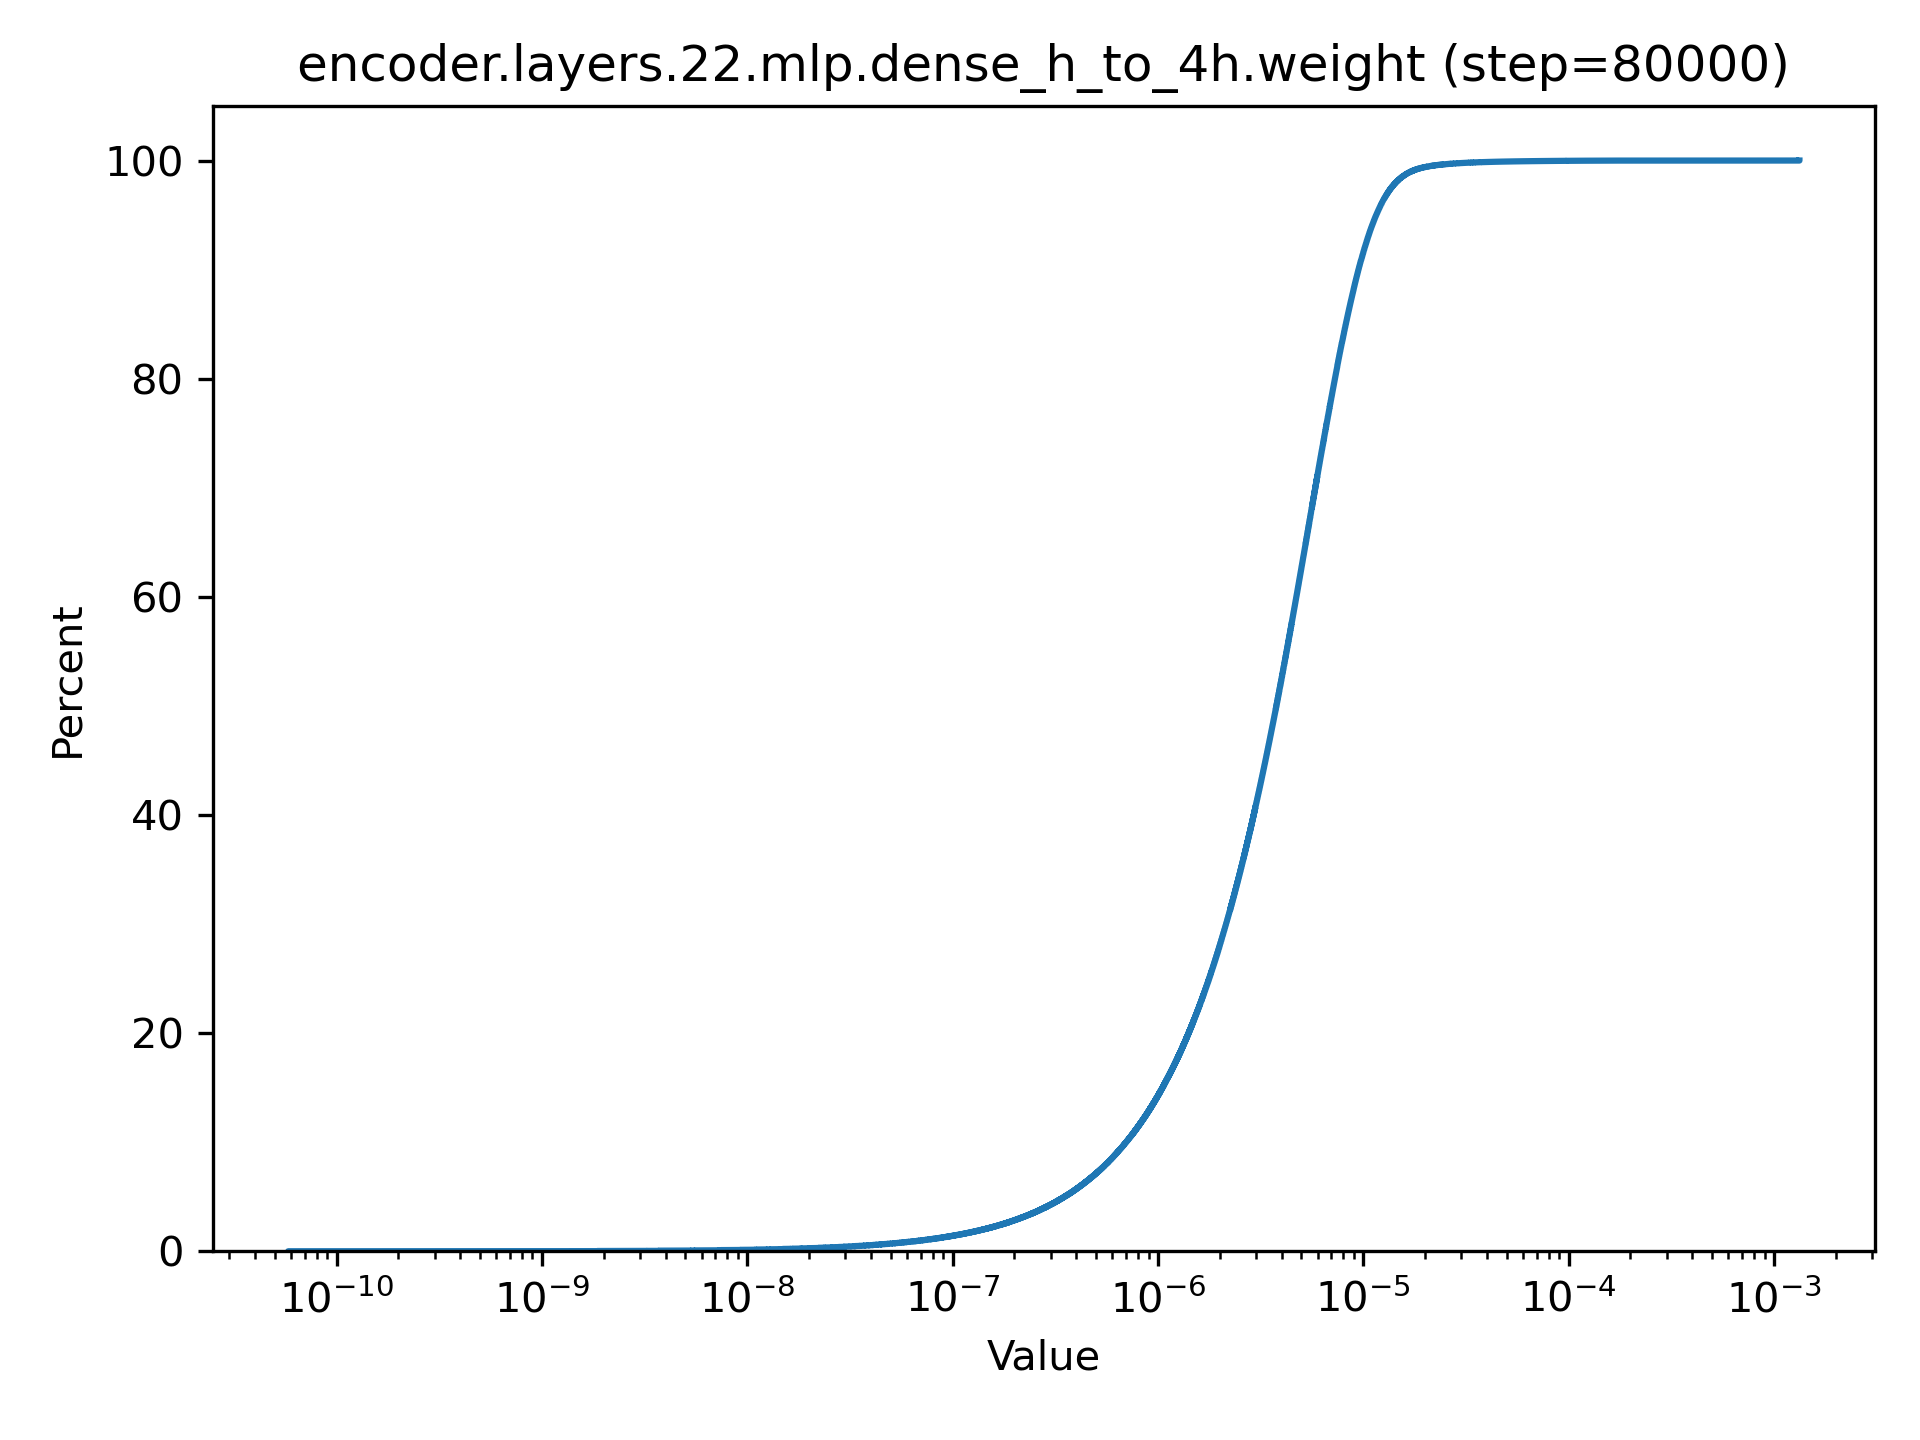 encoder.layers.22.mlp.dense_h_to_4h.weight (step=80000)
100
80
60
40
20
0
Percent
10⁻¹⁰ 10⁻⁹ 10⁻⁸ 10⁻⁷ 10⁻⁶ 10⁻⁵ 10⁻⁴ 10⁻³
Value